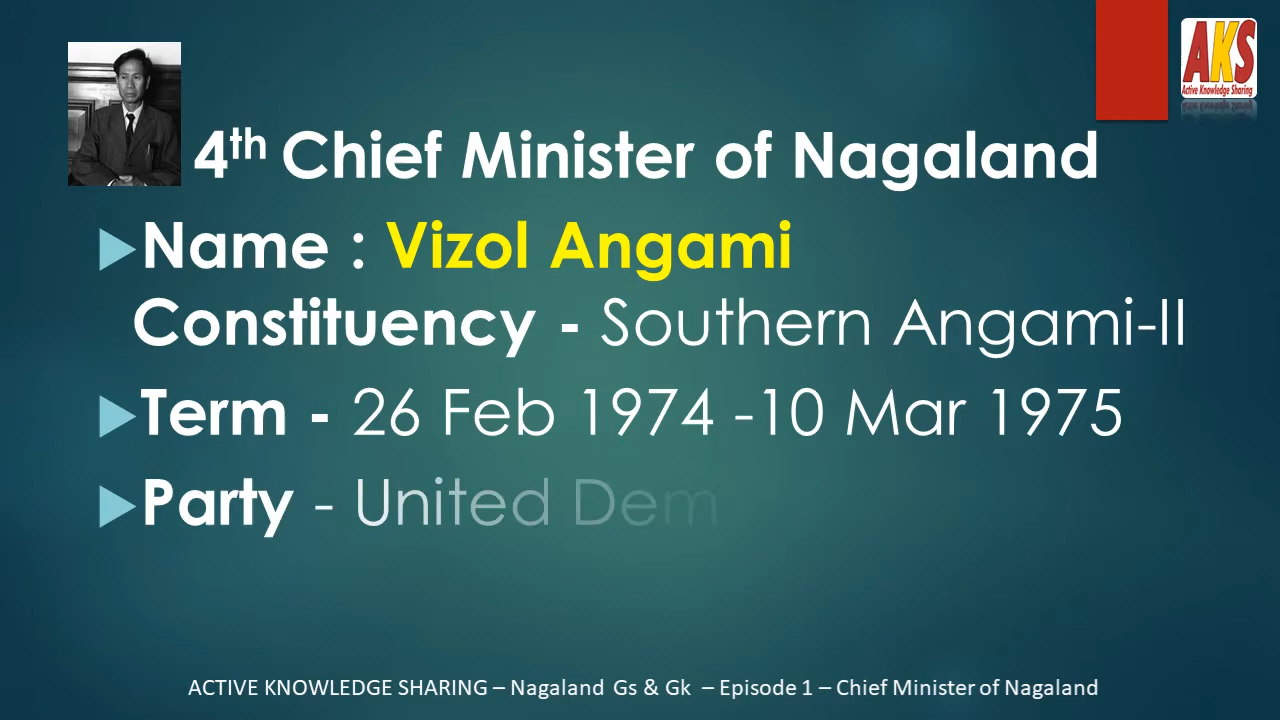 AKS
Active Knowledge Sharing
4th Chief Minister of Nagaland
Name : Vizol Angami
Constituency - Southern Angami-II
Term - 26 Feb 1974 -10 Mar 1975
Party - United Dem
ACTIVE KNOWLEDGE SHARING – Nagaland Gs & Gk – Episode 1 – Chief Minister of Nagaland